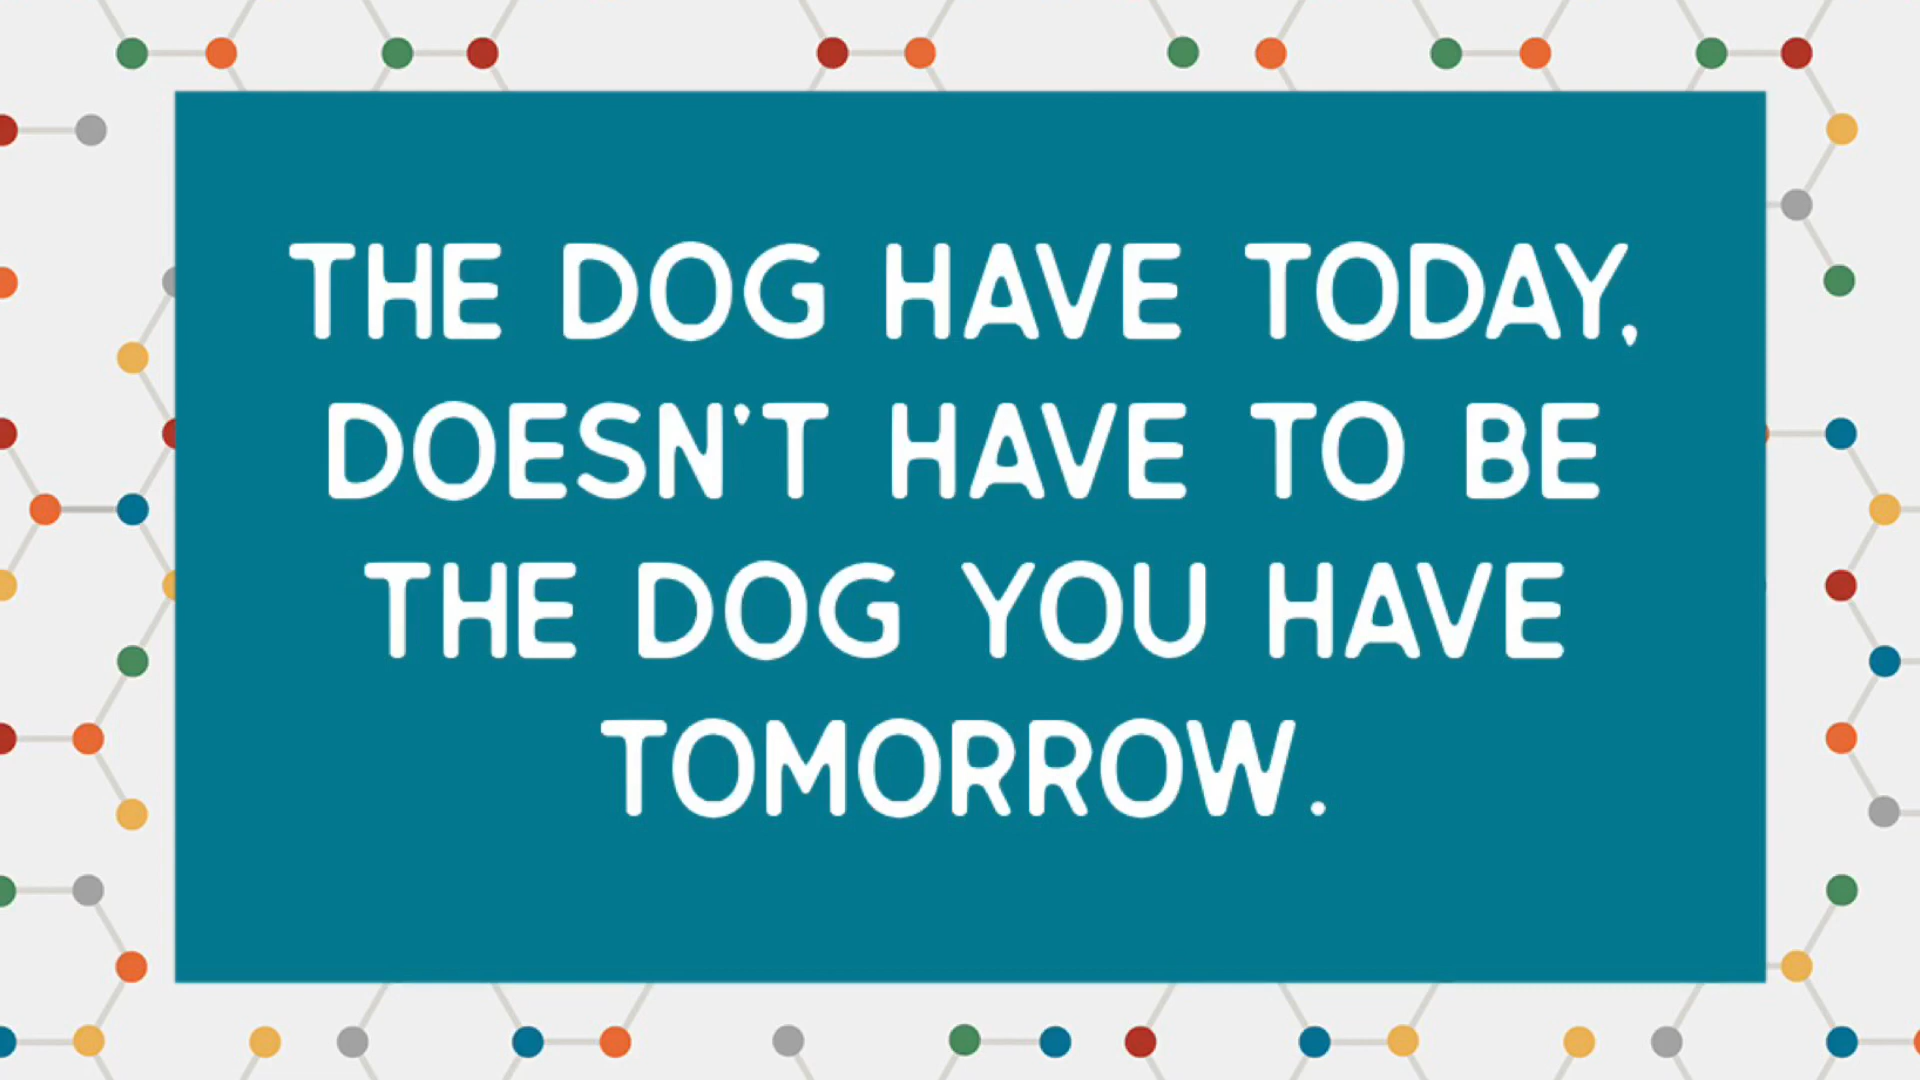 THE DOG HAVE TODAY,
DOESN'T HAVE TO BE
THE DOG YOU HAVE
TOMORROW.